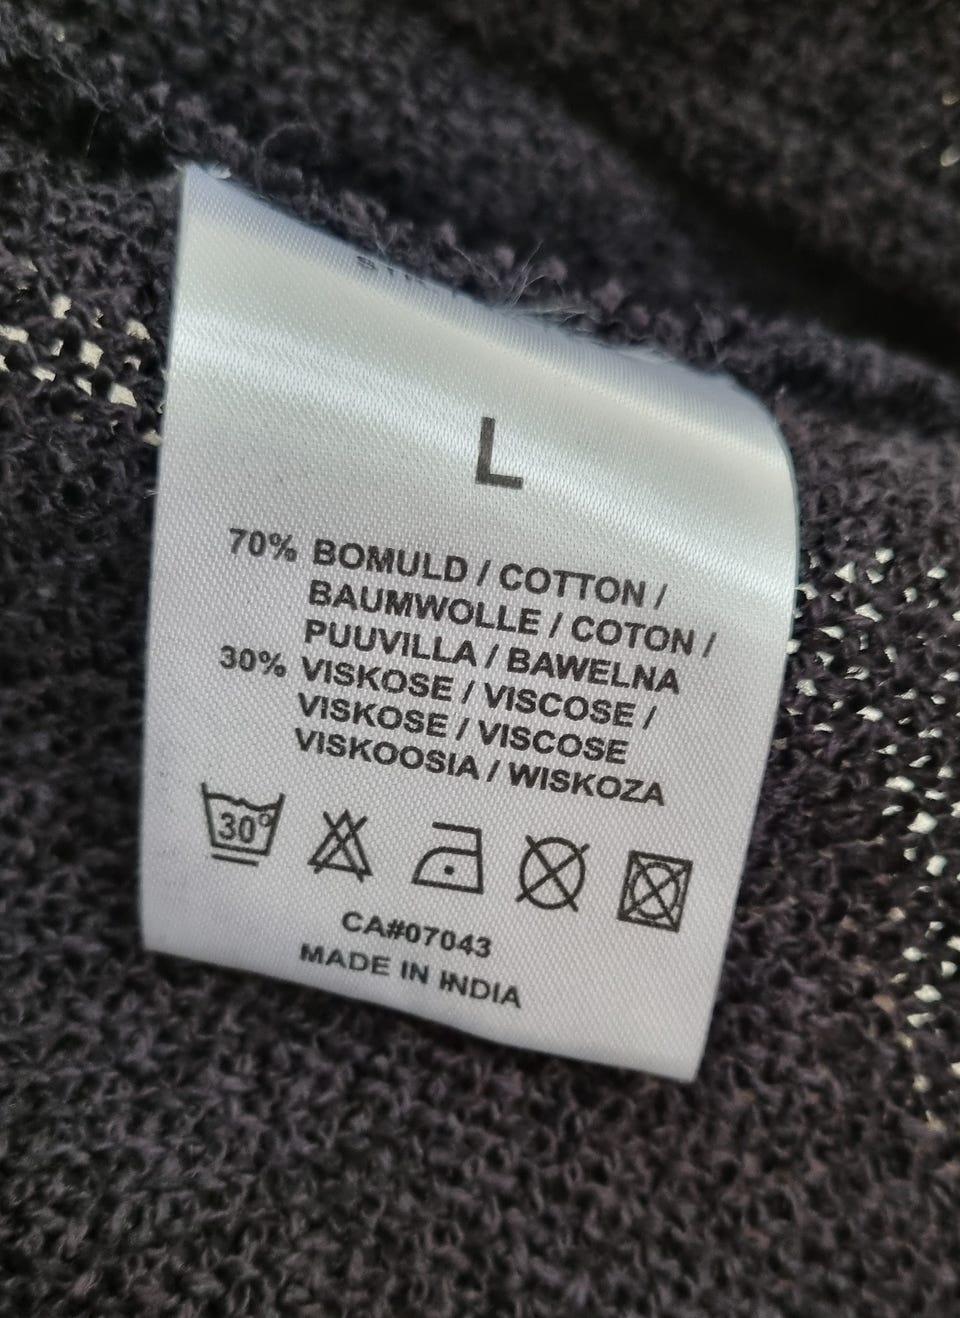 L
70% BOMULD / COTTON /
BAUMWOLLE / COTON /
PUUVILLA / BAWELNA
30% VISKOSE / VISCOSE /
VISKOSE / VISCOSE
VISKOOSIA / WISKOZA
30°
CA#07043
MADE IN INDIA